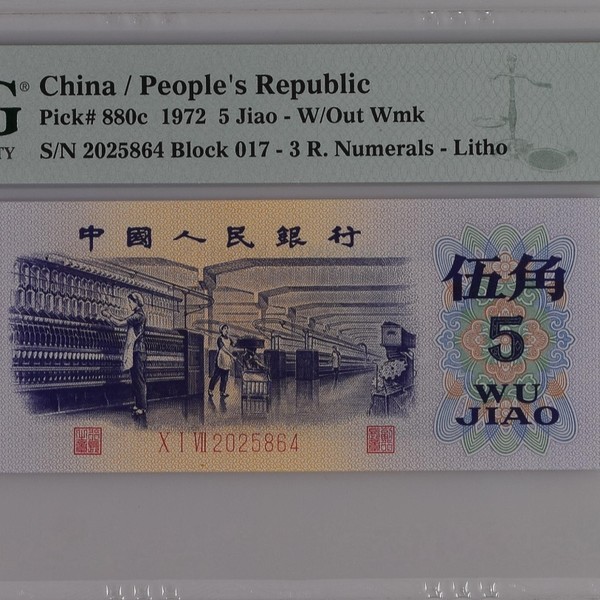 G® China / People's Republic
Pick# 880c 1972 5 Jiao - W/Out Wmk
TY S/N 2025864 Block 017 - 3 R. Numerals - Litho
中國人民銀行
伍角
5
WU
JIAO
X I VII 2025864